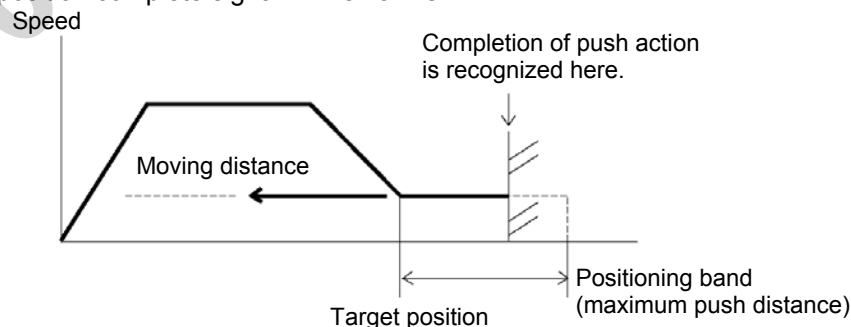 Speed
Completion of push action
is recognized here.
Moving distance
Positioning band
(maximum push distance)
Target position